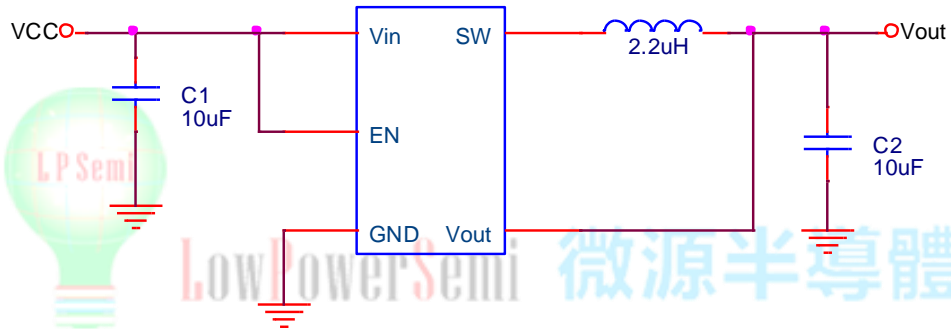 VCC
Vin
SW
2.2uH
Vout
C1
10uF
EN
C2
10uF
LP Semi
GND
Vout
LowPowerSemi 微源半導體